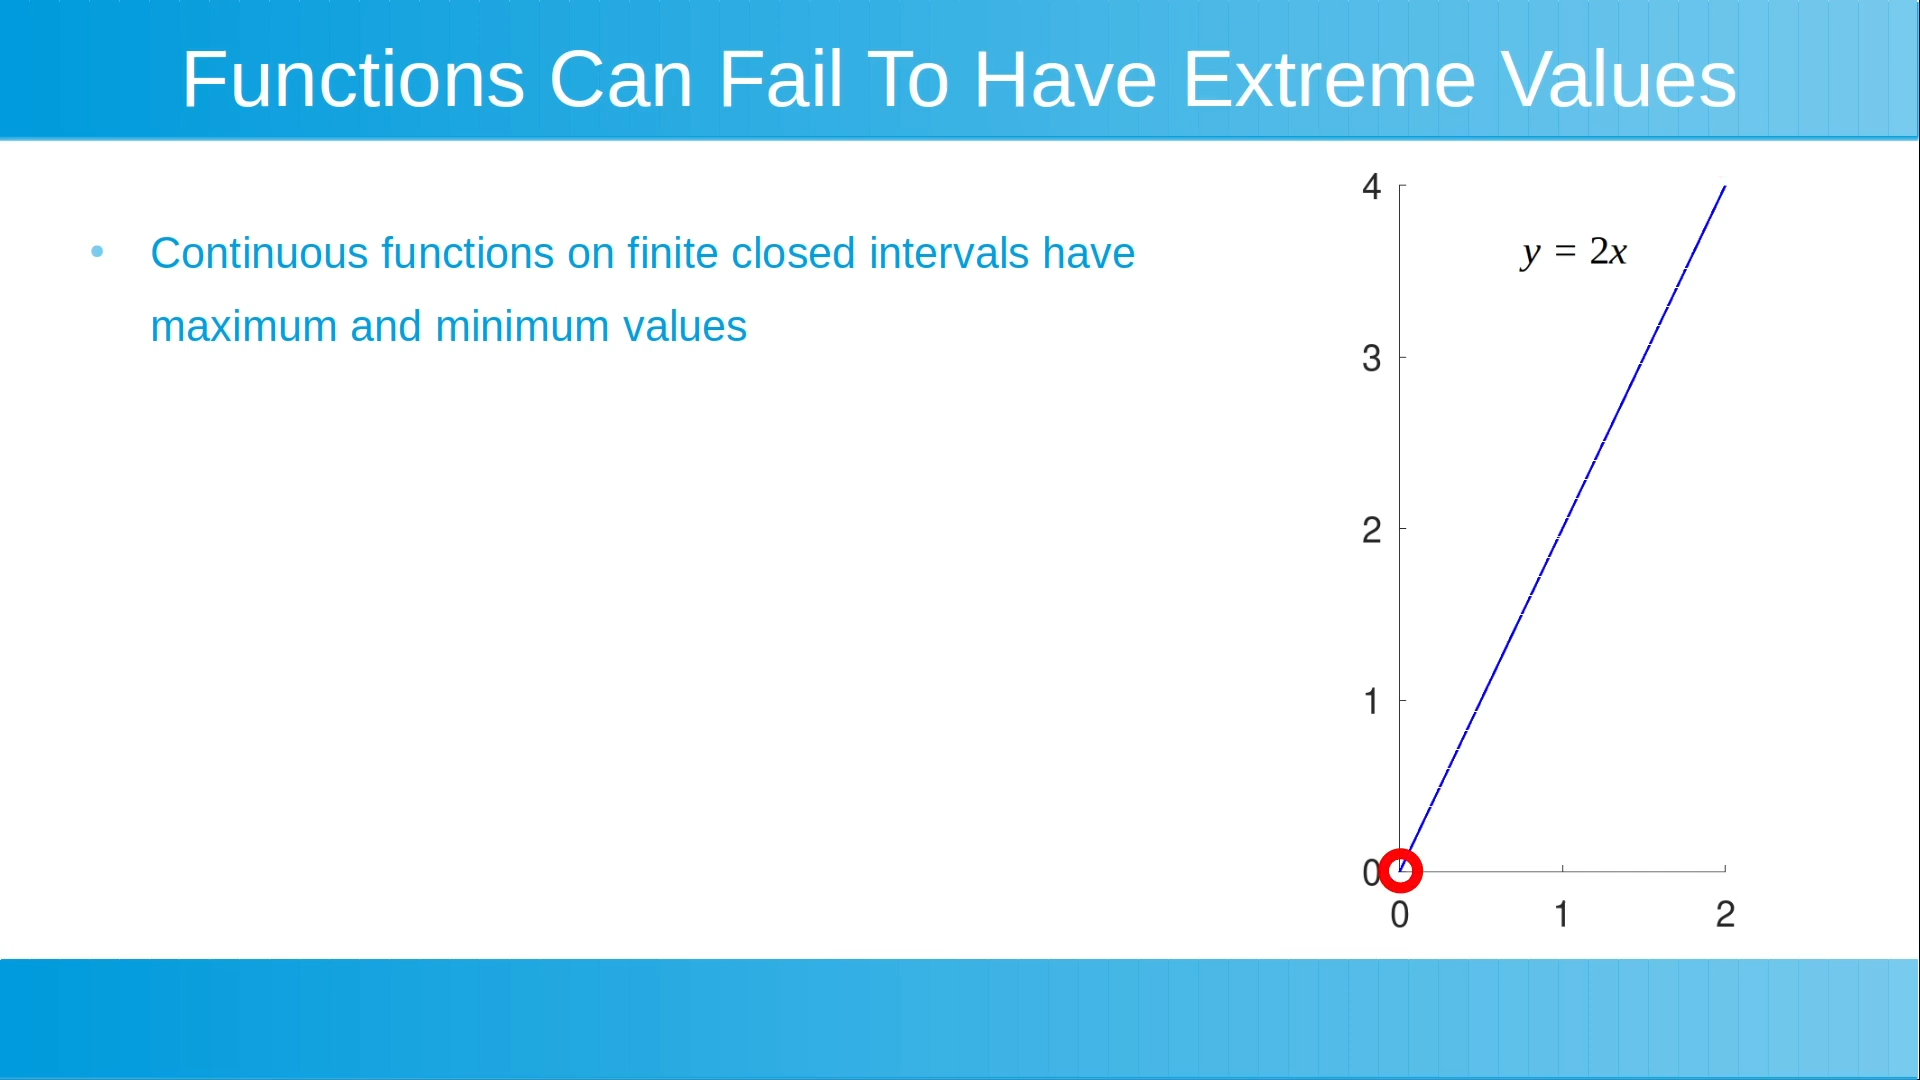 Functions Can Fail To Have Extreme Values
• Continuous functions on finite closed intervals have
maximum and minimum values
4
y = 2x
3
2
1
0
0 1 2